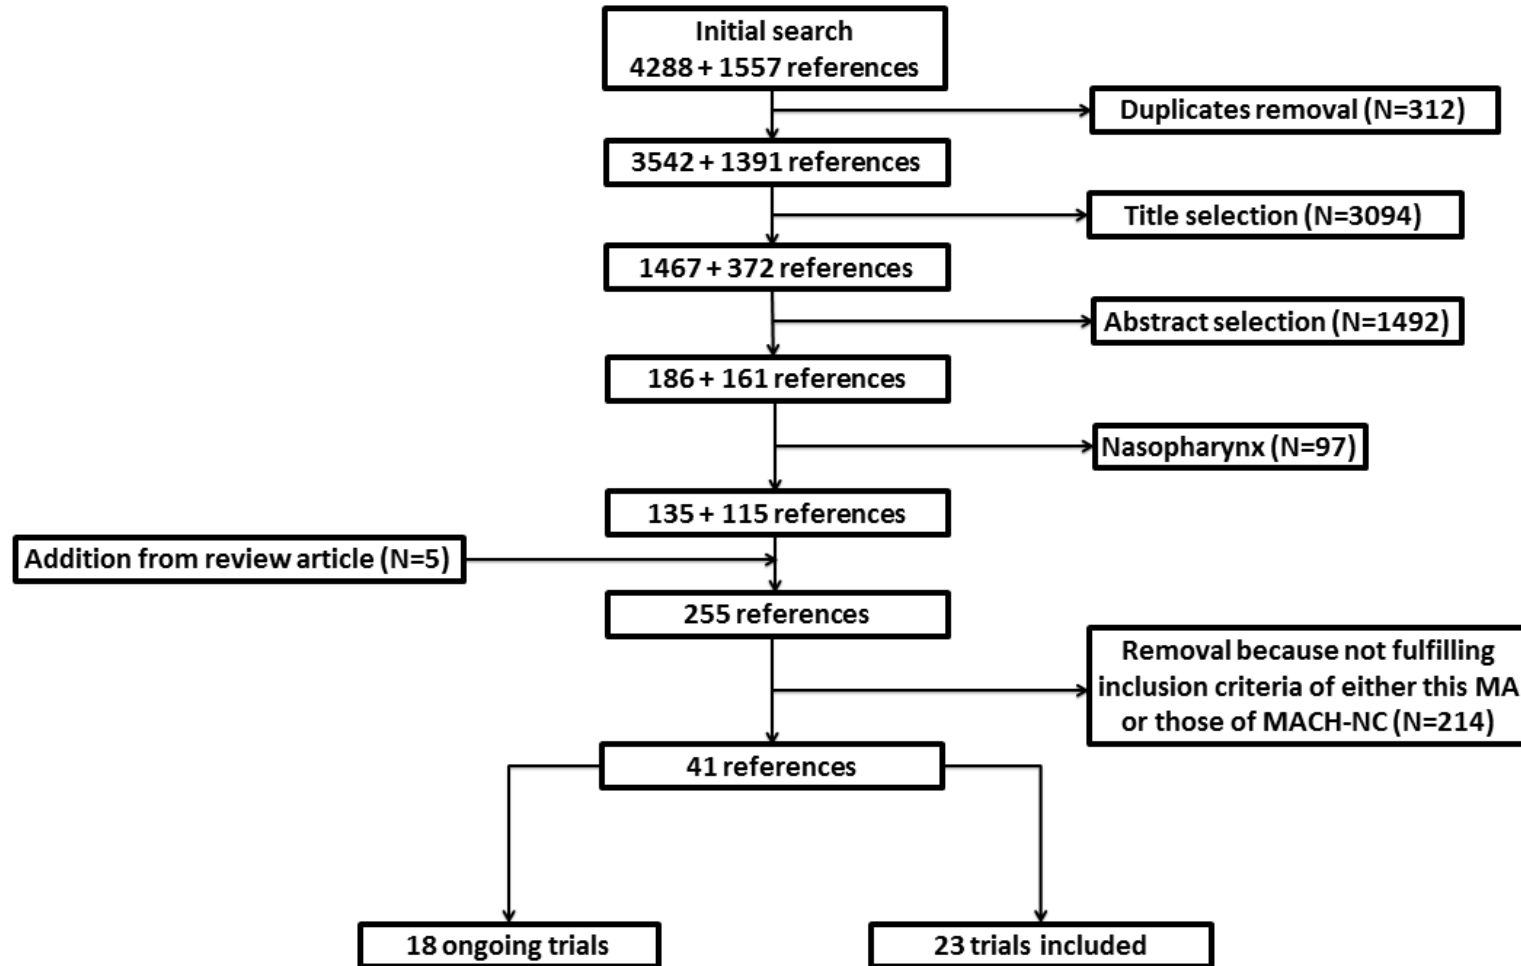 Initial search
4288 + 1557 references
Duplicates removal (N=312)
3542 + 1391 references
Title selection (N=3094)
1467 + 372 references
Abstract selection (N=1492)
186 + 161 references
Nasopharynx (N=97)
135 + 115 references
Addition from review article (N=5)
255 references
Removal because not fulfilling
inclusion criteria of either this MA
or those of MACH-NC (N=214)
41 references
18 ongoing trials
23 trials included